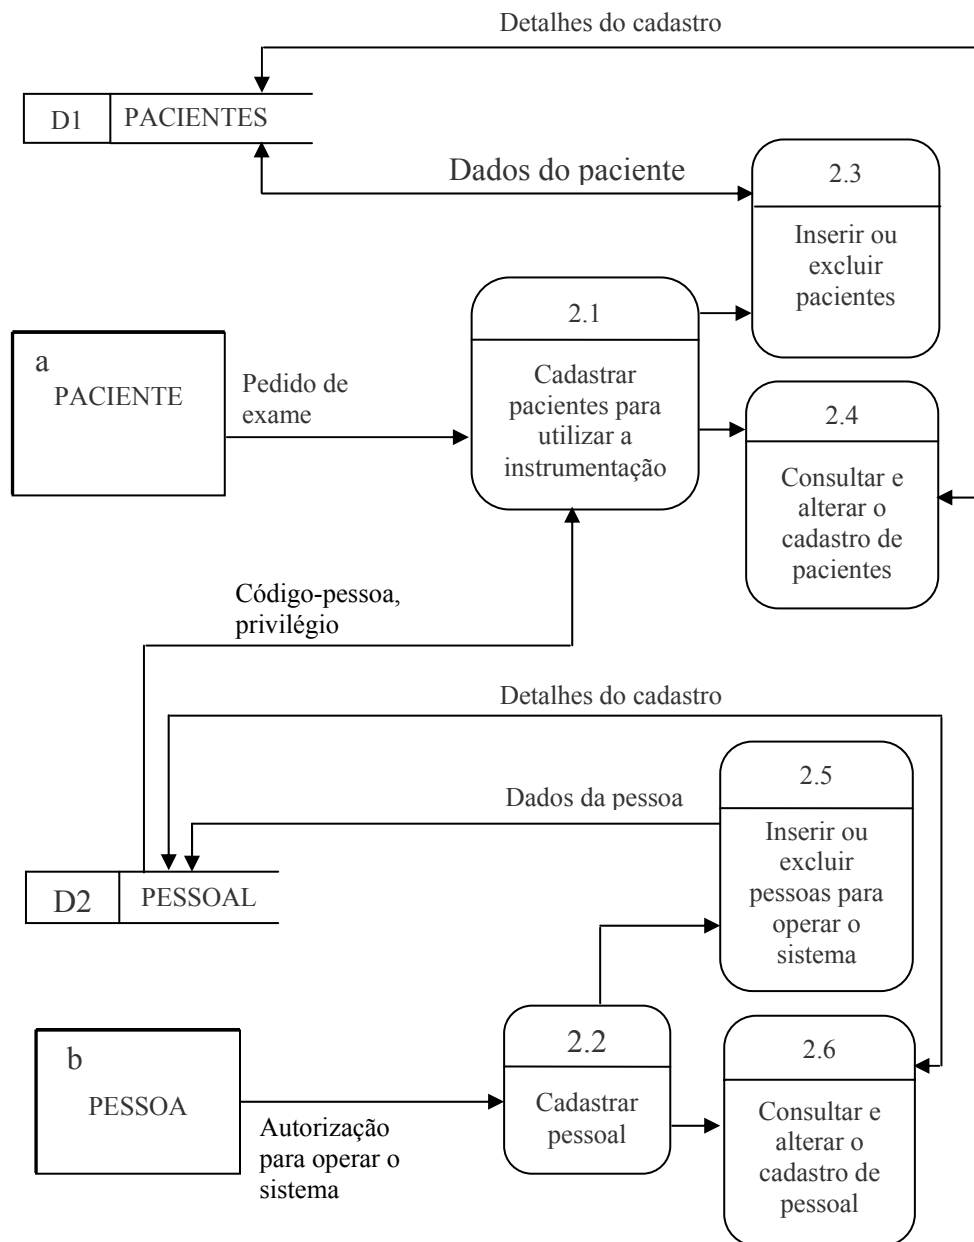 Detalhes do cadastro
D1
PACIENTES
Dados do paciente
2.3
Inserir ou
excluir
pacientes
2.1
Cadastrar
pacientes para
utilizar a
instrumentação
a
PACIENTE
Pedido de
exame
2.4
Consultar e
alterar o
cadastro de
pacientes
Código-pessoa,
privilégio
Detalhes do cadastro
2.5
Inserir ou
excluir
pessoas para
operar o
sistema
Dados da pessoa
D2
PESSOAL
b
PESSOA
Autorização
para operar o
sistema
2.2
Cadastrar
pessoal
2.6
Consultar e
alterar o
cadastro de
pessoal